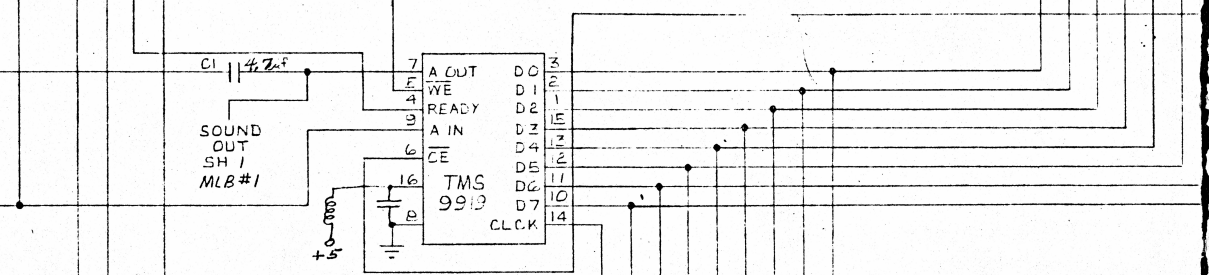 C1 4.7uf
7 A OUT D0 3
5 WE D1 2
4 READY D2 1
9 A IN D3 15
D4 13
6 CE D5 12
D6 11
16 TMS D7 10
8 9919 CLCK 14
SOUND
OUT
SH 1
MLB#1
+5